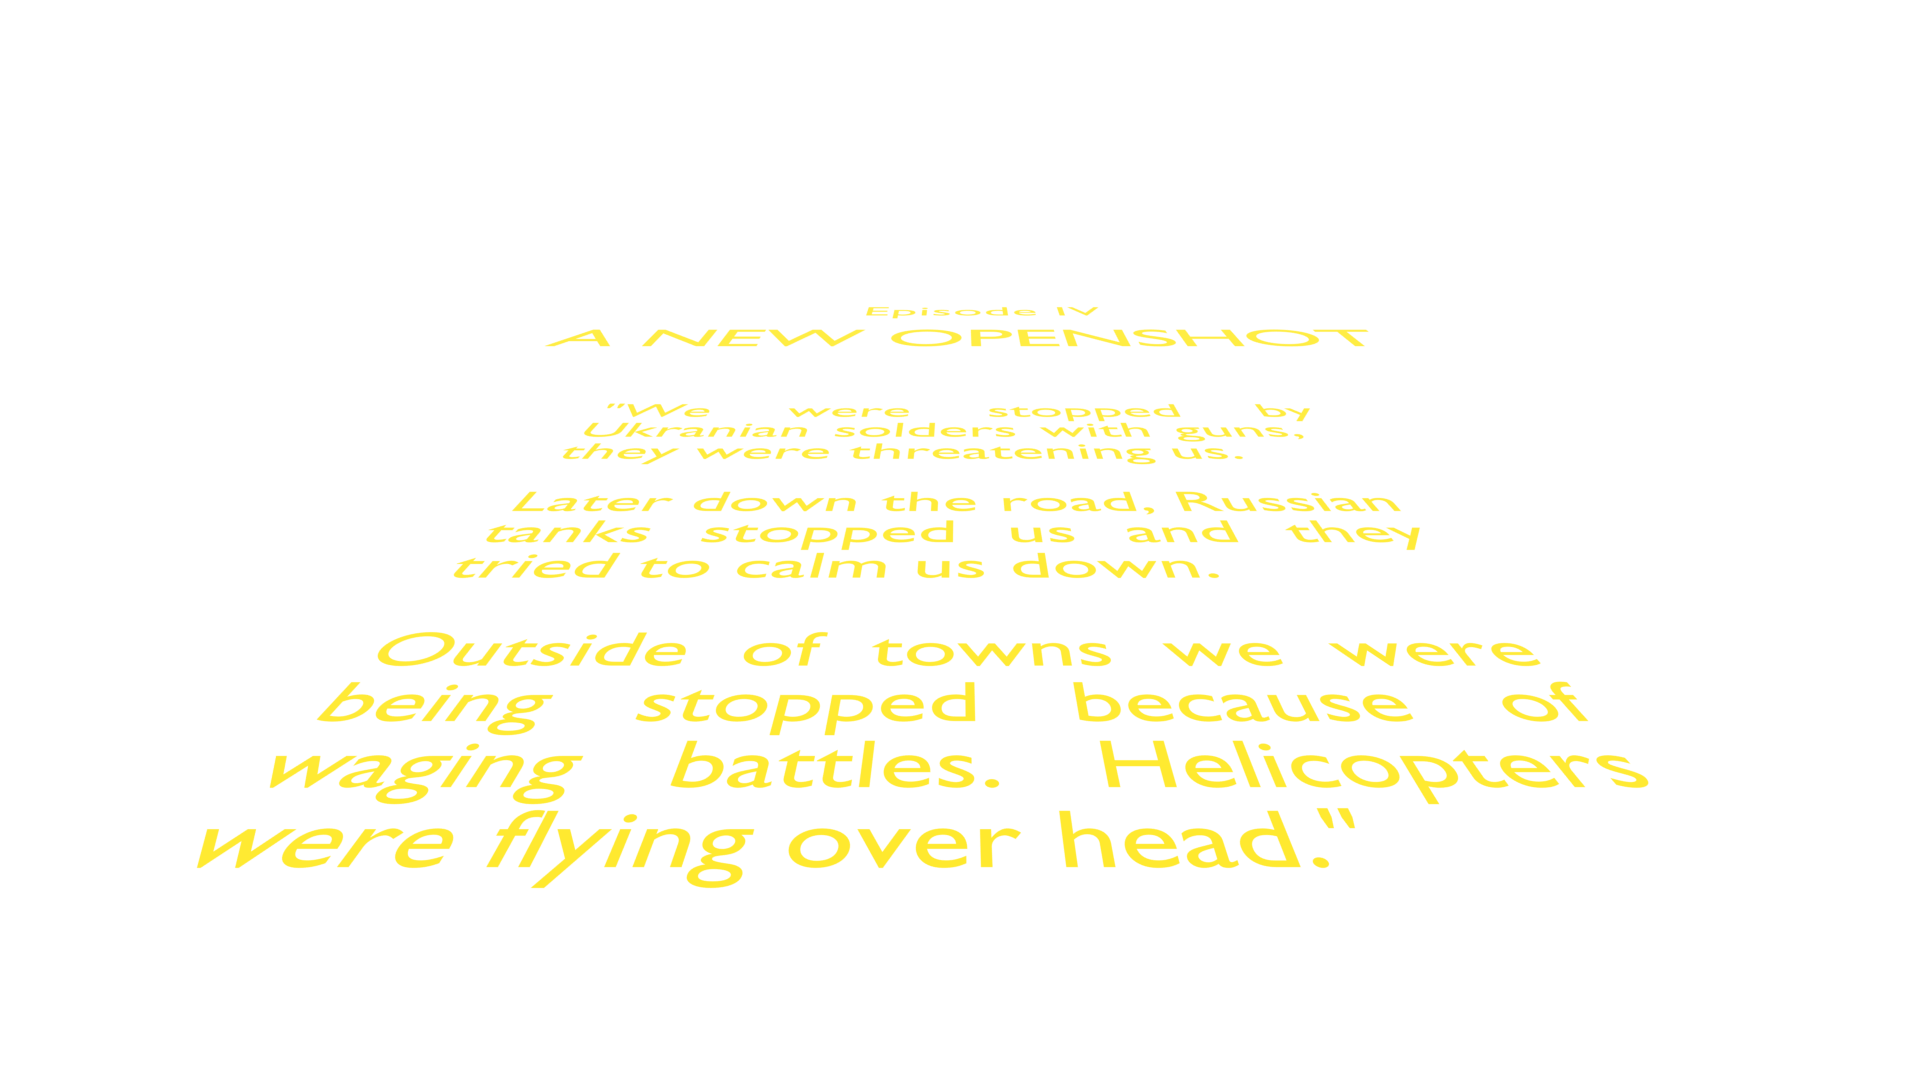 Episode IV
A NEW OPENSHOT
"We were stopped by
Ukranian solders with guns,
they were threatening us.
Later down the road, Russian
tanks stopped us and they
tried to calm us down.
Outside of towns we were
being stopped because of
waging battles. Helicopters
were flying over head."